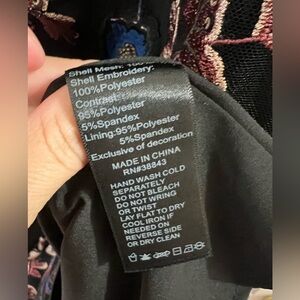 Shell Mesh: 100%
Shell Embroidery:
100%Polyester
Contrast:
95%Polyester
5%Spandex
Lining:95%Polyester
5%Spandex
Exclusive of decoration
MADE IN CHINA
RN#38843
HAND WASH COLD
SEPARATELY
DO NOT BLEACH
DO NOT WRING
OR TWIST
LAY FLAT TO DRY
COOL IRON IF
NEEDED ON
REVERSE SIDE
OR DRY CLEAN